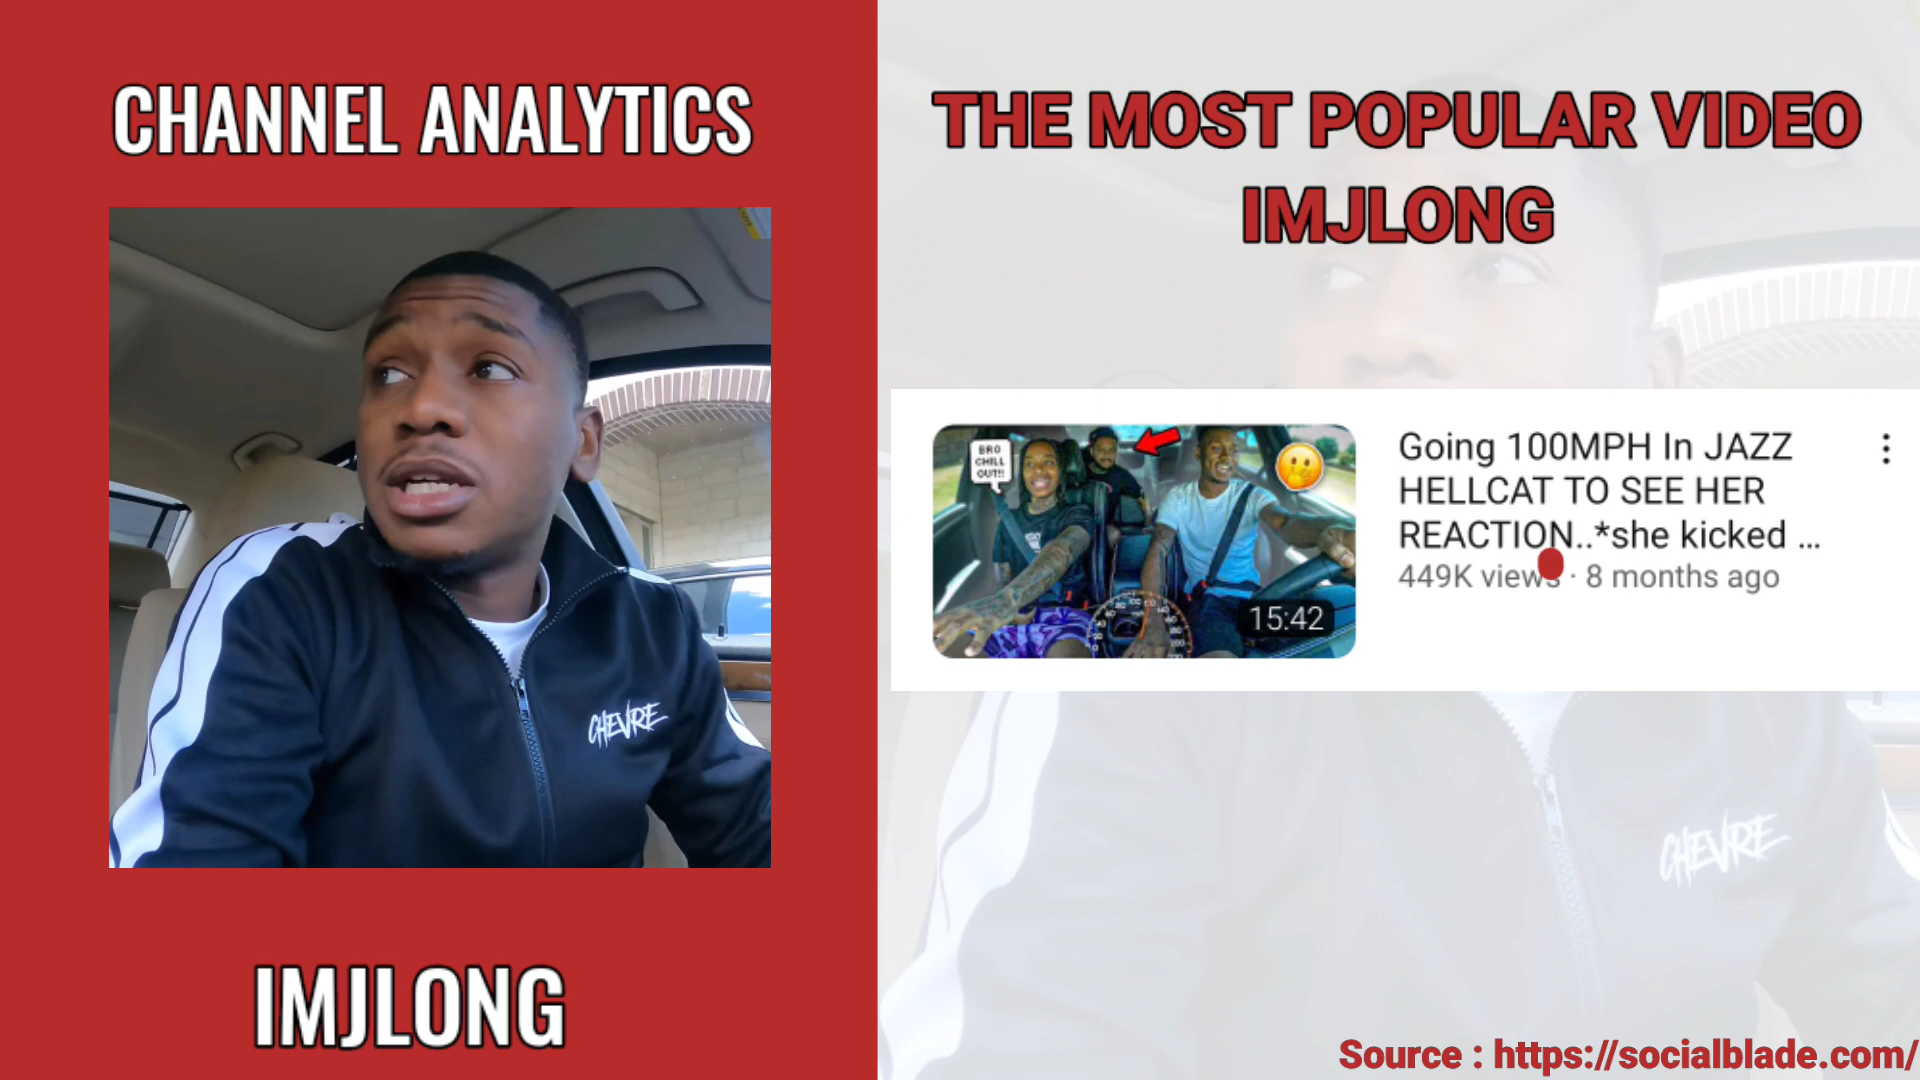 CHANNEL ANALYTICS
CHEVRE
IMJLONG
THE MOST POPULAR VIDEO
IMJLONG
BRO
CHILL
OUT!!
15:42
Going 100MPH In JAZZ
HELLCAT TO SEE HER
REACTION..*she kicked ...
449K views · 8 months ago
CHEVRE
Source : https://socialblade.com/